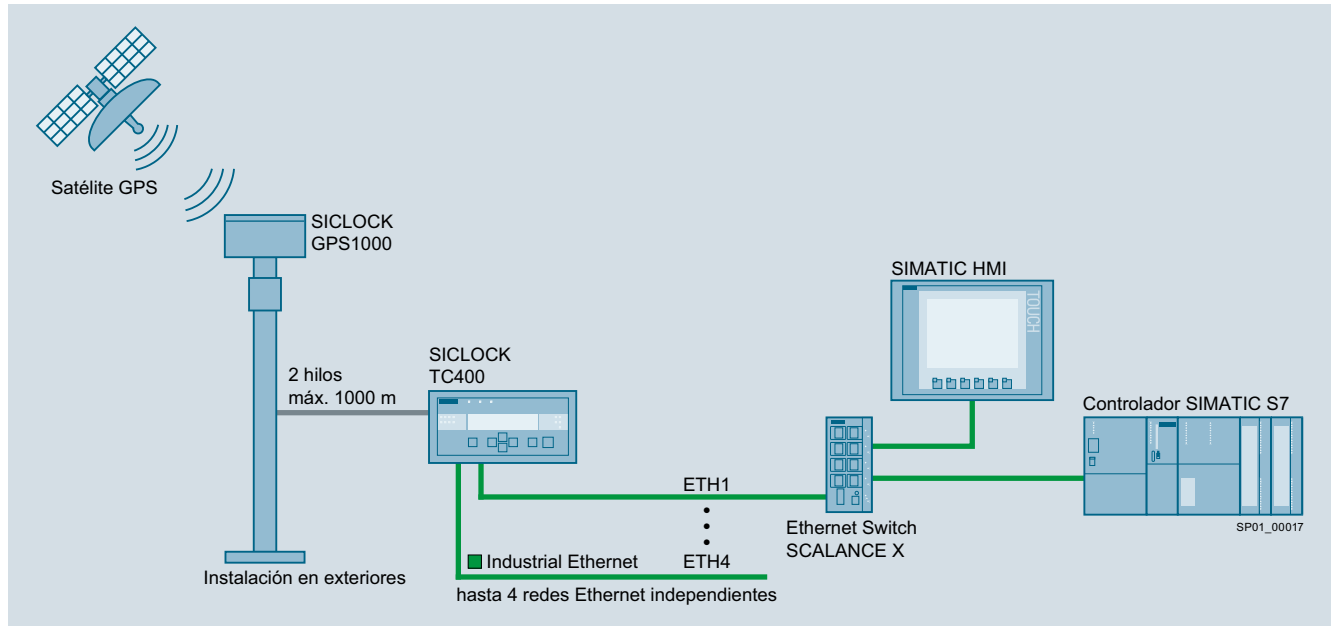 Satélite GPS
SICLOCK
GPS1000
2 hilos
máx. 1000 m
Instalación en exteriores
SICLOCK
TC400
ETH1
ETH4
Industrial Ethernet
hasta 4 redes Ethernet independientes
Ethernet Switch
SCALANCE X
SIMATIC HMI
TOUCH
Controlador SIMATIC S7
SP01_00017